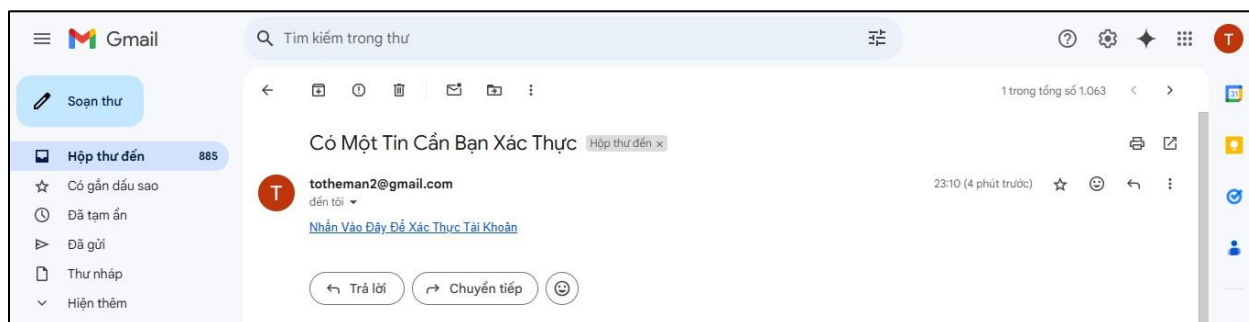 Gmail
Tìm kiếm trong thư
T
Soạn thư
1 trong tổng số 1.063
31
Có Một Tin Cần Bạn Xác Thực Hộp thư đến ×
Hộp thư đến 885
Có gắn dấu sao
T
totheman2@gmail.com
23:10 (4 phút trước)
đến tôi
Đã tạm ẩn
Nhấn Vào Đây Để Xác Thực Tài Khoản
Đã gửi
Thư nháp
Trả lời
Chuyển tiếp
Hiện thêm